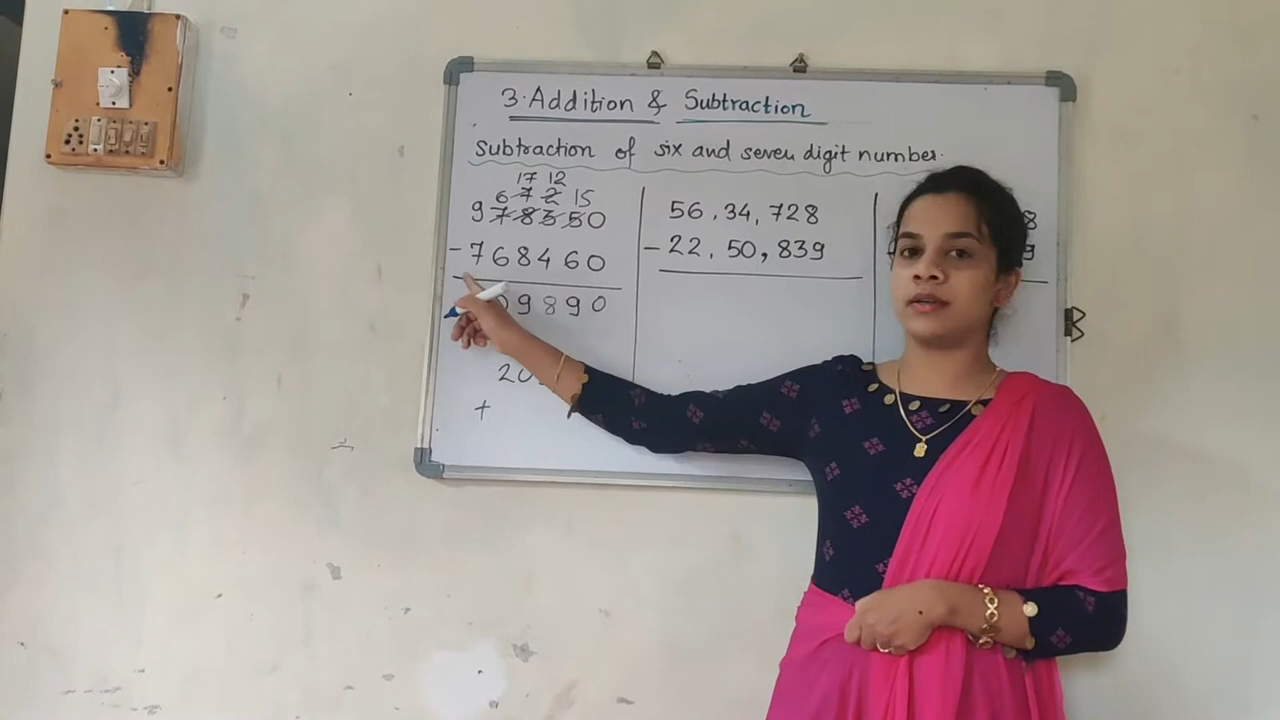 3. Addition & Subtraction
Subtraction of six and seven digit number.
17 12
6 7 2 15
9 7 8 3 5 0
- 7 6 8 4 6 0
0 9 8 9 0
20
+
56,34,728
- 22,50,839
8
9